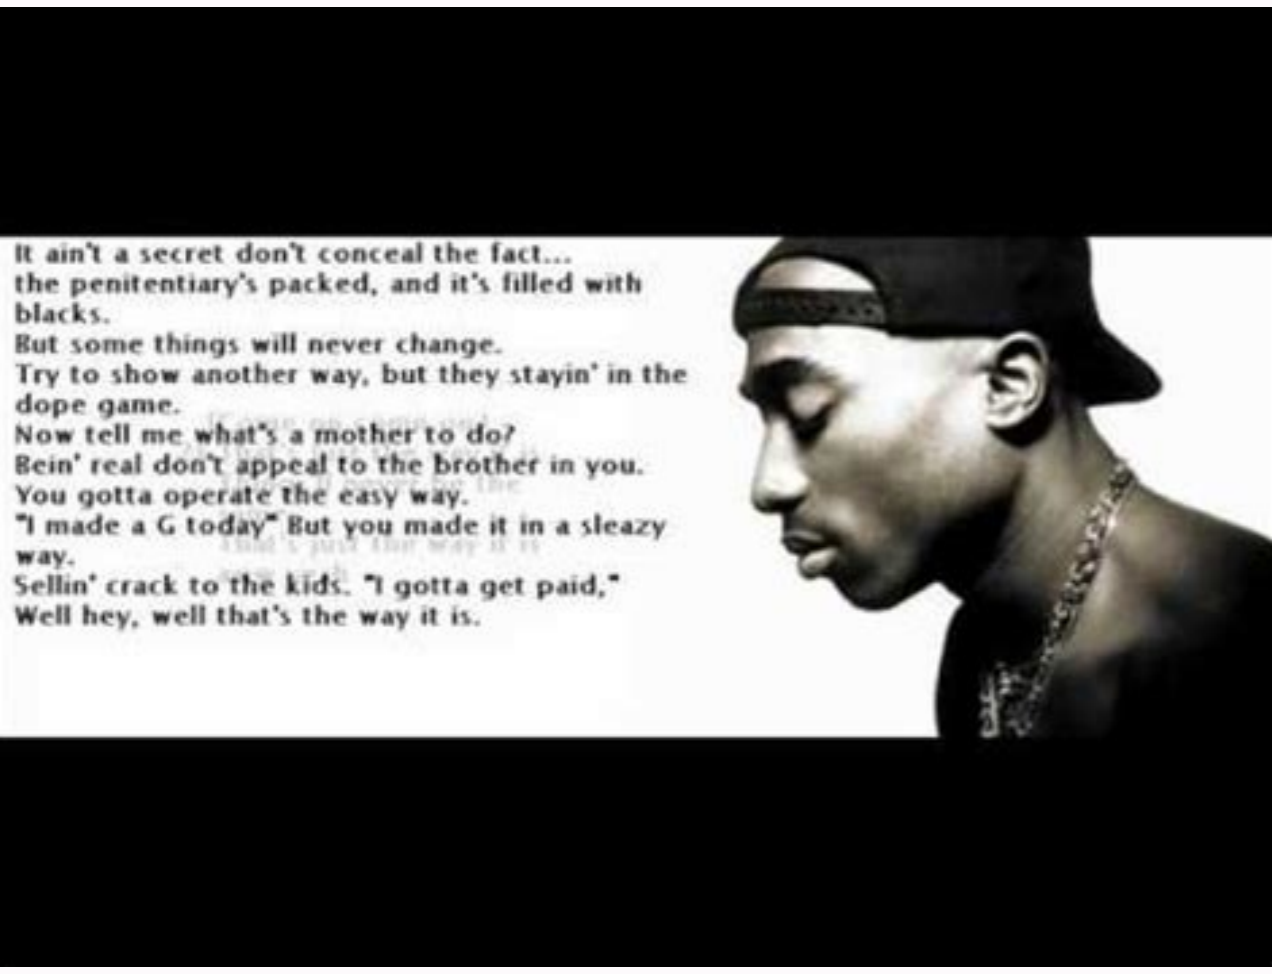 It ain't a secret don't conceal the fact...
the penitentiary's packed, and it's filled with
blacks.
But some things will never change.
Try to show another way, but they stayin' in the
dope game.
Now tell me what's a mother to do?
Bein' real don't appeal to the brother in you.
You gotta operate the easy way.
"I made a G today" But you made it in a sleazy
way.
Sellin' crack to the kids. "I gotta get paid,"
Well hey, well that's the way it is.